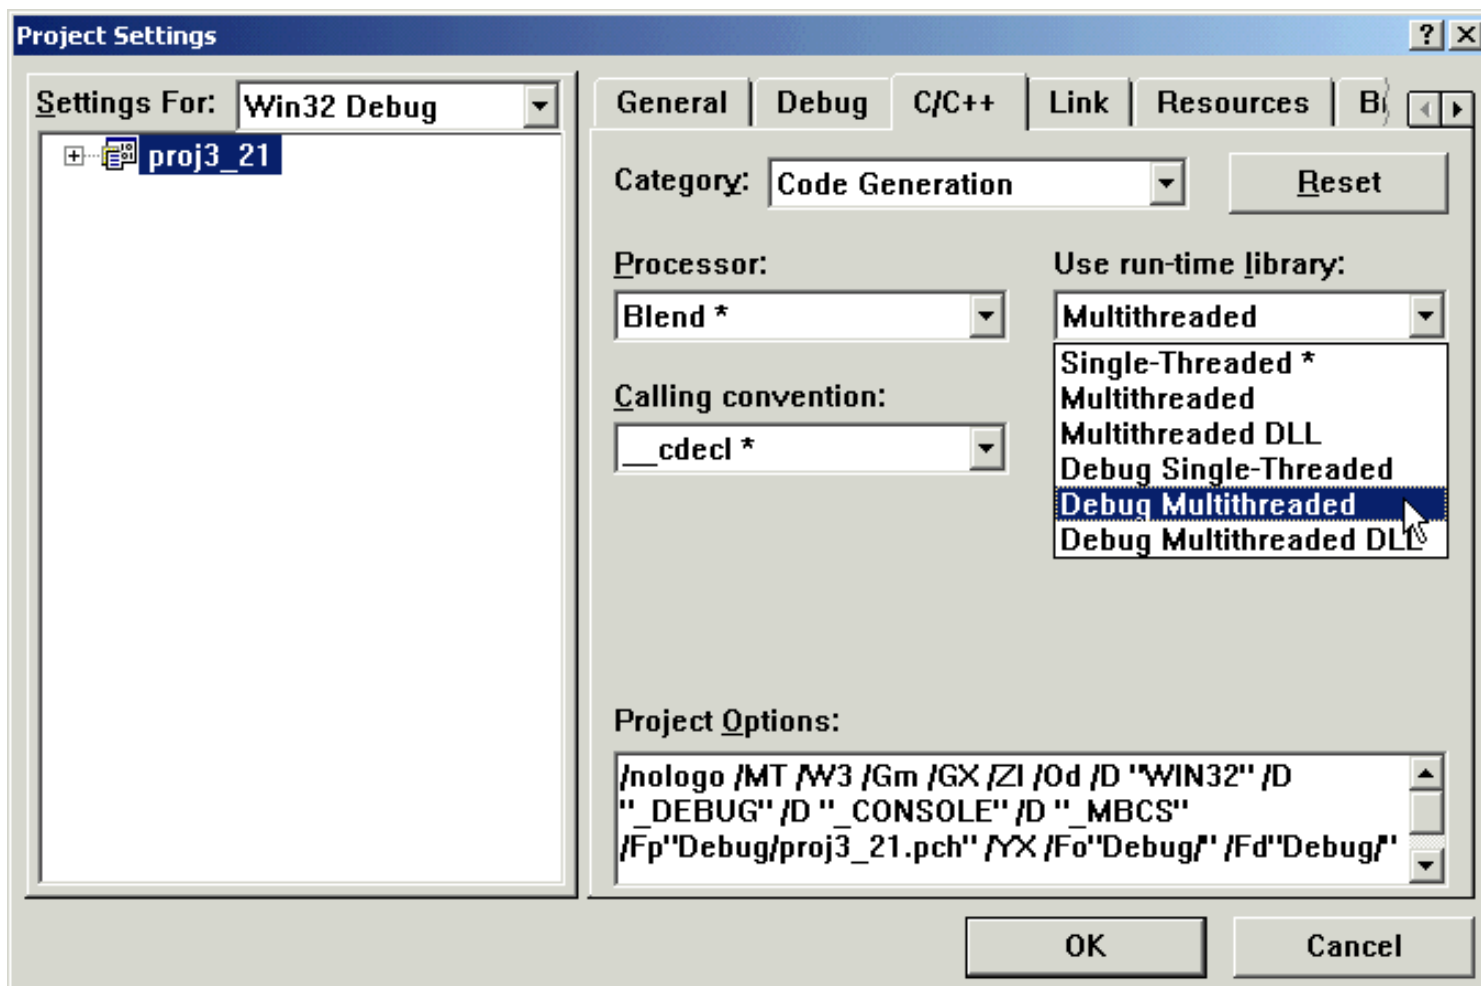 Project Settings
Settings For: Win32 Debug
proj3_21
General Debug C/C++ Link Resources
Category: Code Generation Reset
Processor: Use run-time library:
Blend * Multithreaded
Single-Threaded *
Calling convention: Multithreaded
__cdecl * Multithreaded DLL
Debug Single-Threaded
Debug Multithreaded
Debug Multithreaded DLL
Project Options:
/nologo /MT /W3 /Gm /GX /ZI /Od /D "WIN32" /D
"_DEBUG" /D "_CONSOLE" /D "_MBCS"
/Fp"Debug/proj3_21.pch" /YX /Fo"Debug/" /Fd"Debug/"
OK Cancel